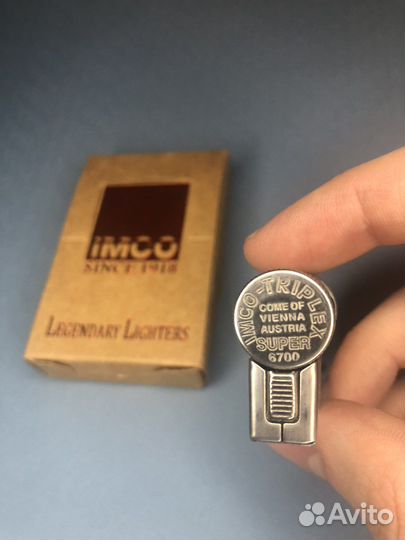 iMCO
SINCE 1918
LEGENDARY LIGHTERS
IMCO-TRIPLEX
COME OF
VIENNA
AUSTRIA
SUPER
6700
Avito